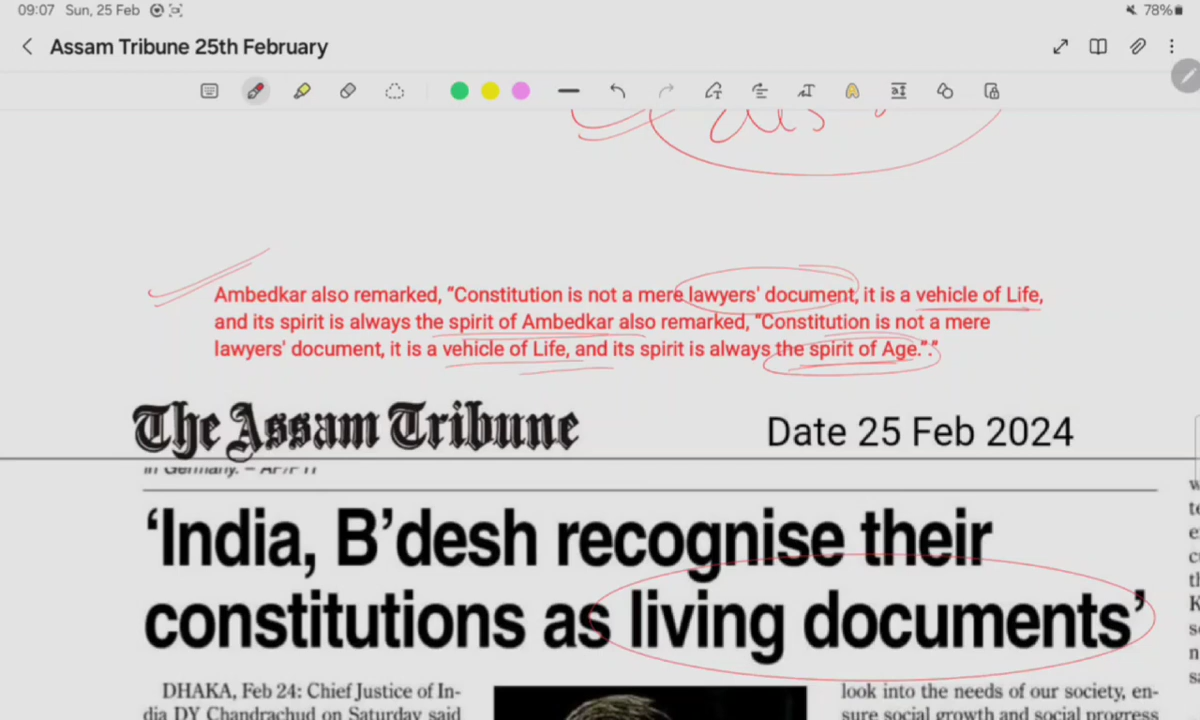 09:07 Sun, 25 Feb
78%
Assam Tribune 25th February
Ambedkar also remarked, “Constitution is not a mere lawyers' document, it is a vehicle of Life,
and its spirit is always the spirit of Ambedkar also remarked, “Constitution is not a mere
lawyers' document, it is a vehicle of Life, and its spirit is always the spirit of Age.”.”
The Assam Tribune
Date 25 Feb 2024
in Germany. – AFP/PTI
‘India, B’desh recognise their
constitutions as living documents’
DHAKA, Feb 24: Chief Justice of In-
dia DY Chandrachud on Saturday said
look into the needs of our society, en-
sure social growth and social progress